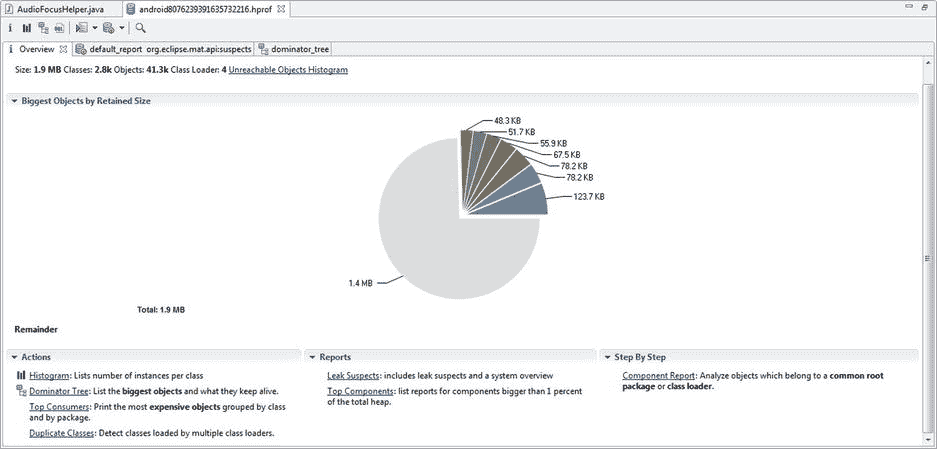 AudioFocusHelper.java
android8076239391635732216.hprof
i Overview
default_report org.eclipse.mat.api:suspects
dominator_tree
Size: 1.9 MB Classes: 2.8k Objects: 41.3k Class Loader: 4 Unreachable Objects Histogram
Biggest Objects by Retained Size
48.3 KB
51.7 KB
55.9 KB
67.5 KB
78.2 KB
78.2 KB
123.7 KB
1.4 MB
Total: 1.9 MB
Remainder
Actions
Histogram: Lists number of instances per class
Dominator Tree: List the biggest objects and what they keep alive.
Top Consumers: Print the most expensive objects grouped by class
and by package.
Duplicate Classes: Detect classes loaded by multiple class loaders.
Reports
Leak Suspects: includes leak suspects and a system overview
Top Components: list reports for components bigger than 1 percent
of the total heap.
Step By Step
Component Report: Analyze objects which belong to a common root
package or class loader.